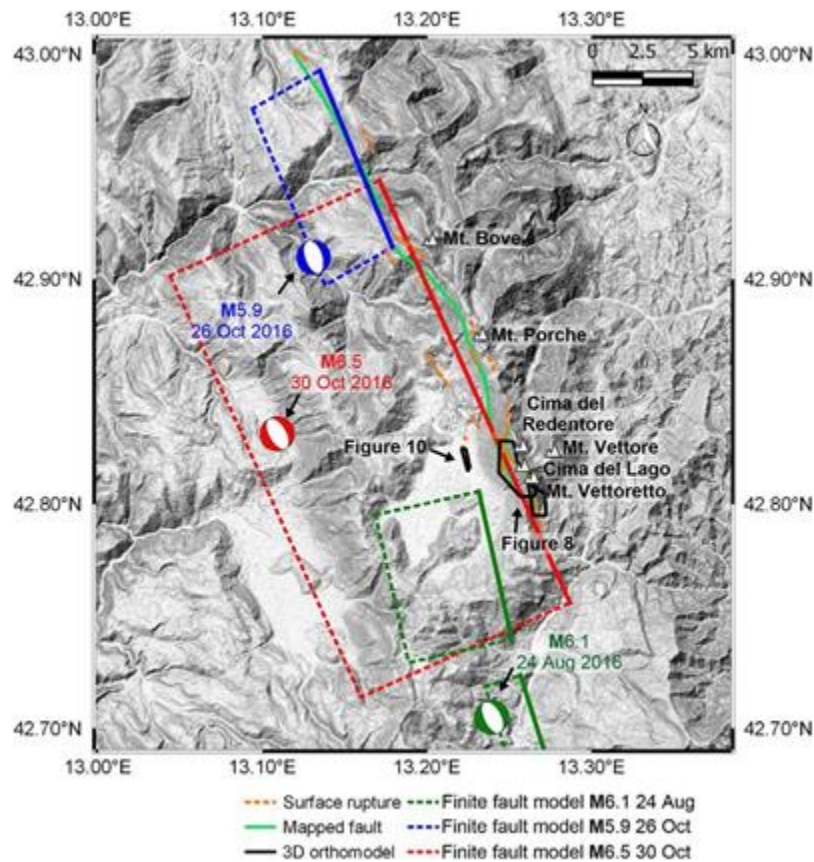 13.00°E 13.10°E 13.20°E 13.30°E
43.00°N 43.00°N
0 2.5 5 km
Mt. Bove
42.90°N 42.90°N
M5.9
26 Oct 2016
Mt. Porche
M6.5
30 Oct 2016
Cima del
Redentore
Figure 10
Mt. Vettore
Cima del Lago
Mt. Vettoretto
42.80°N 42.80°N
Figure 8
M6.1
24 Aug 2016
42.70°N 42.70°N
13.00°E 13.10°E 13.20°E 13.30°E
Surface rupture Finite fault model M6.1 24 Aug
Mapped fault Finite fault model M5.9 26 Oct
3D orthomodel Finite fault model M6.5 30 Oct